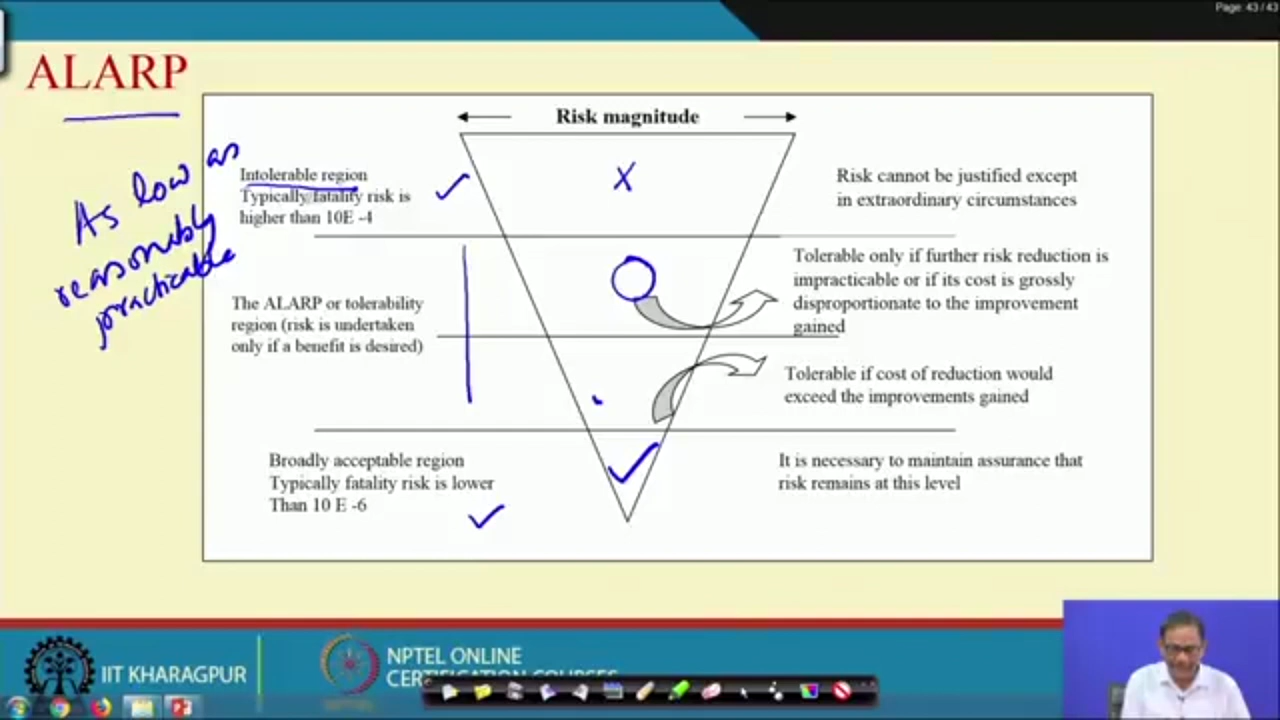 Page: 43 / 43
ALARP
As low as
reasonably
practicable
Risk magnitude
Intolerable region
Typically fatality risk is
higher than 10E -4
Risk cannot be justified except
in extraordinary circumstances
X
The ALARP or tolerability
region (risk is undertaken
only if a benefit is desired)
Tolerable only if further risk reduction is
impracticable or if its cost is grossly
disproportionate to the improvement
gained
Tolerable if cost of reduction would
exceed the improvements gained
Broadly acceptable region
Typically fatality risk is lower
Than 10 E -6
It is necessary to maintain assurance that
risk remains at this level
IIT KHARAGPUR
NPTEL ONLINE
CERTIFICATION COURSES